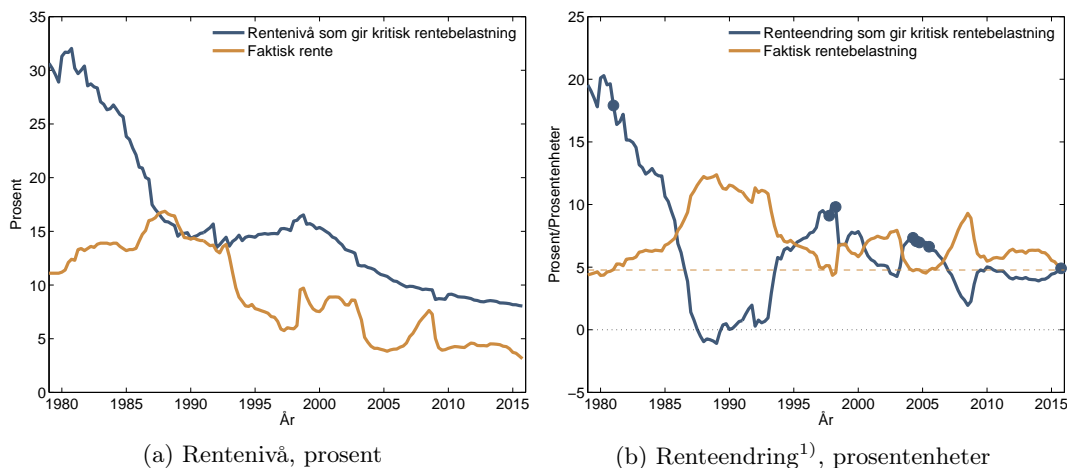 Rentenivå som gir kritisk rentebelastning
Faktisk rente
35
30
25
20
15
10
5
0
Prosent
1980 1985 1990 1995 2000 2005 2010 2015
År
(a) Rentenivå, prosent
Renteendring som gir kritisk rentebelastning
Faktisk rentebelastning
25
20
15
10
5
0
−5
Prosent/Prosentenheter
1980 1985 1990 1995 2000 2005 2010 2015
År
(b) Renteendring¹⁾, prosentenheter